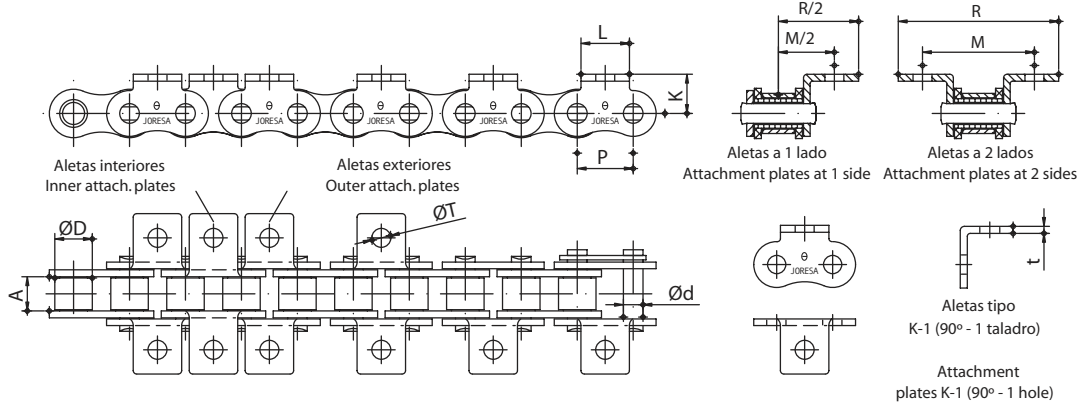 R/2
R
L
M/2
M
K
θ
JORESA
θ
JORESA
θ
JORESA
θ
JORESA
θ
JORESA
P
Aletas interiores
Inner attach. plates
Aletas exteriores
Outer attach. plates
Aletas a 1 lado
Attachment plates at 1 side
Aletas a 2 lados
Attachment plates at 2 sides
ØD
ØT
A
Ød
θ
JORESA
t
Aletas tipo
K-1 (90º - 1 taladro)
Attachment
plates K-1 (90º - 1 hole)